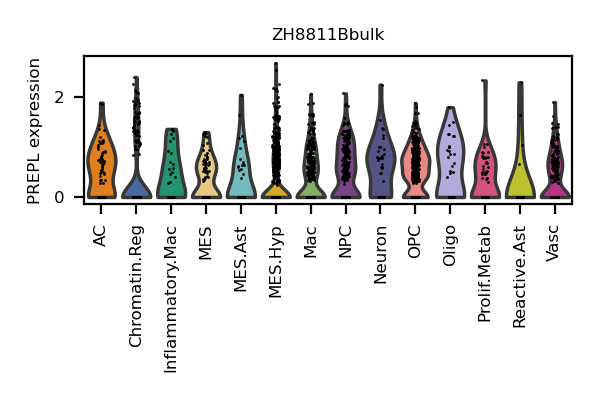 ZH8811Bbulk
PREPL expression
2
0
AC
Chromatin.Reg
Inflammatory.Mac
MES
MES.Ast
MES.Hyp
Mac
NPC
Neuron
OPC
Oligo
Prolif.Metab
Reactive.Ast
Vasc